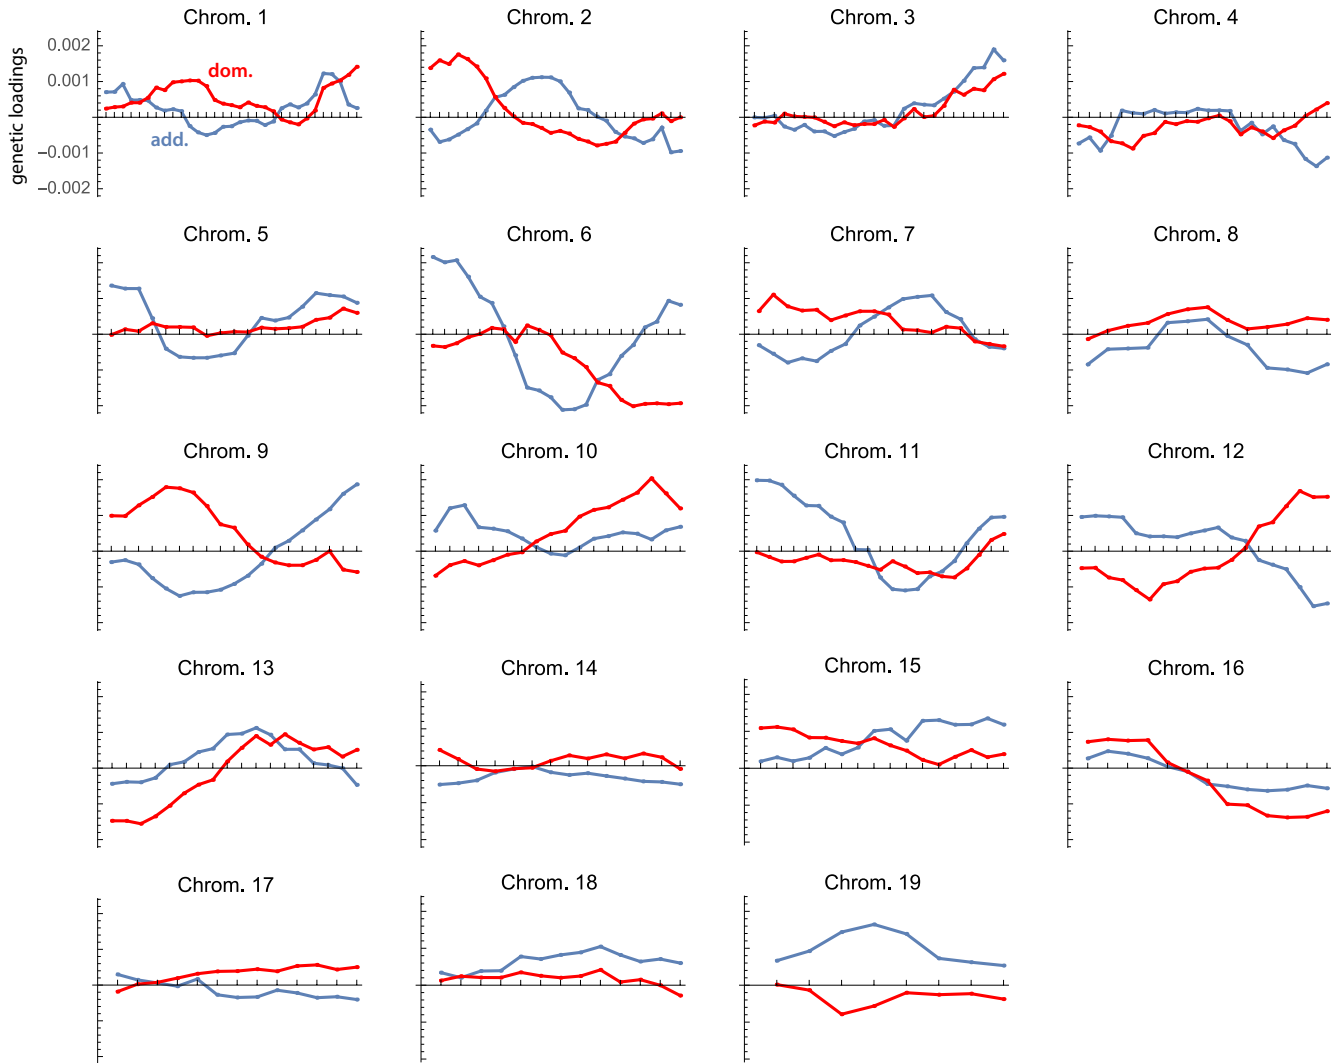 Chrom. 1
Chrom. 2
Chrom. 3
Chrom. 4
genetic loadings
0.002
0.001
−0.001
−0.002
dom.
add.
Chrom. 5
Chrom. 6
Chrom. 7
Chrom. 8
Chrom. 9
Chrom. 10
Chrom. 11
Chrom. 12
Chrom. 13
Chrom. 14
Chrom. 15
Chrom. 16
Chrom. 17
Chrom. 18
Chrom. 19